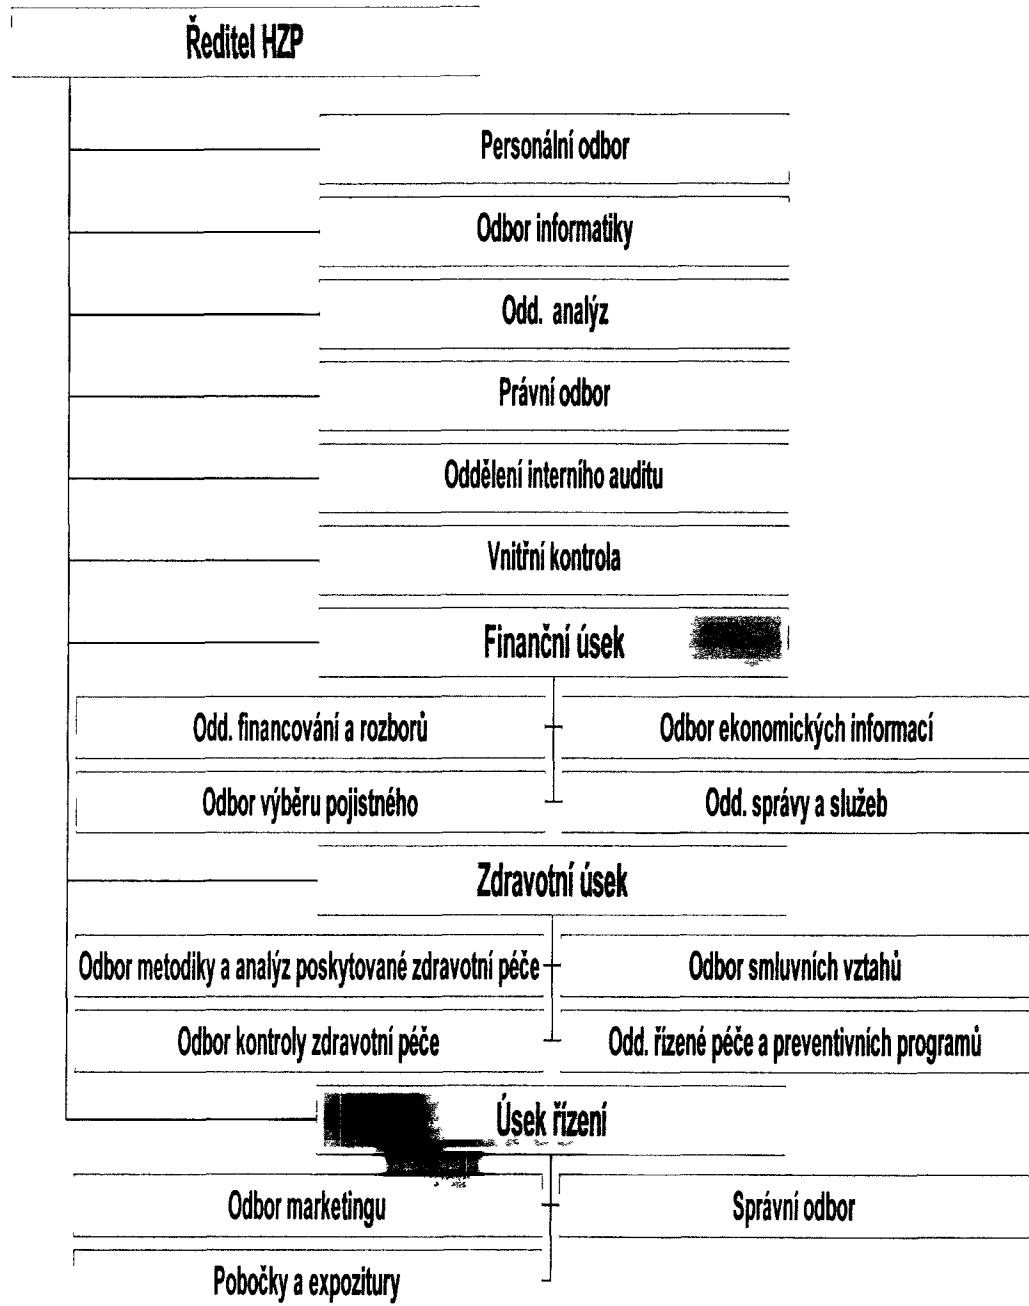 Ředitel HZP
Personální odbor
Odbor informatiky
Odd. analýz
Právní odbor
Oddělení interního auditu
Vnitřní kontrola
Finanční úsek
Odd. financování a rozborů
Odbor ekonomických informací
Odbor výběru pojistného
Odd. správy a služeb
Zdravotní úsek
Odbor metodiky a analýz poskytované zdravotní péče
Odbor smluvních vztahů
Odbor kontroly zdravotní péče
Odd. řízené péče a preventivních programů
Úsek řízení
Odbor marketingu
Správní odbor
Pobočky a expozitury